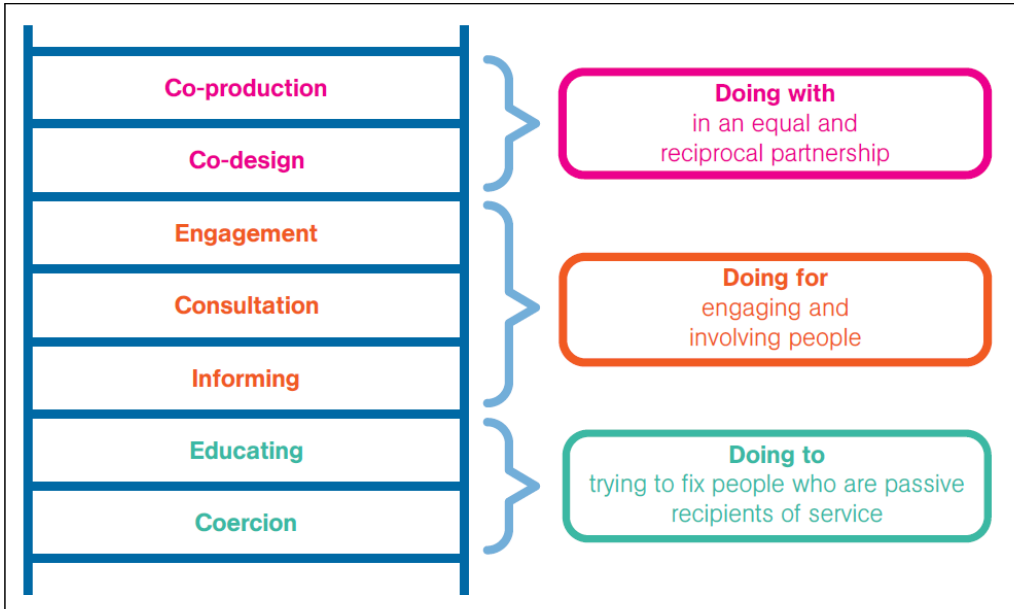 Co-production
Co-design
Engagement
Consultation
Informing
Educating
Coercion
Doing with
in an equal and
reciprocal partnership
Doing for
engaging and
involving people
Doing to
trying to fix people who are passive
recipients of service